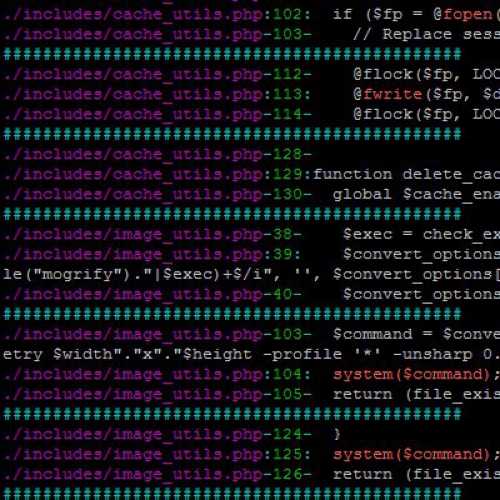 ./includes/cache_utils.php:102:  if ($fp = @fopen(
./includes/cache_utils.php-103-    // Replace sess
##############################################
./includes/cache_utils.php-112-    @flock($fp, LOC
./includes/cache_utils.php:113:    @fwrite($fp, $d
./includes/cache_utils.php-114-    @flock($fp, LOC
##############################################
./includes/cache_utils.php-128-
./includes/cache_utils.php:129:function delete_cac
./includes/cache_utils.php-130-  global $cache_ena
##############################################
./includes/image_utils.php-38-   $exec = check_ex
./includes/image_utils.php:39:   $convert_options
le("mogrify")."|$exec)+$/i", '', $convert_options[
./includes/image_utils.php-40-   $convert_options
##############################################
./includes/image_utils.php-103-  $command = $conve
etry $width"."x"."$height -profile '*' -unsharp 0.
./includes/image_utils.php:104:  system($command);
./includes/image_utils.php-105-  return (file_exis
##############################################
./includes/image_utils.php-124-  }
./includes/image_utils.php:125:  system($command);
./includes/image_utils.php-126-  return (file_exis
##############################################